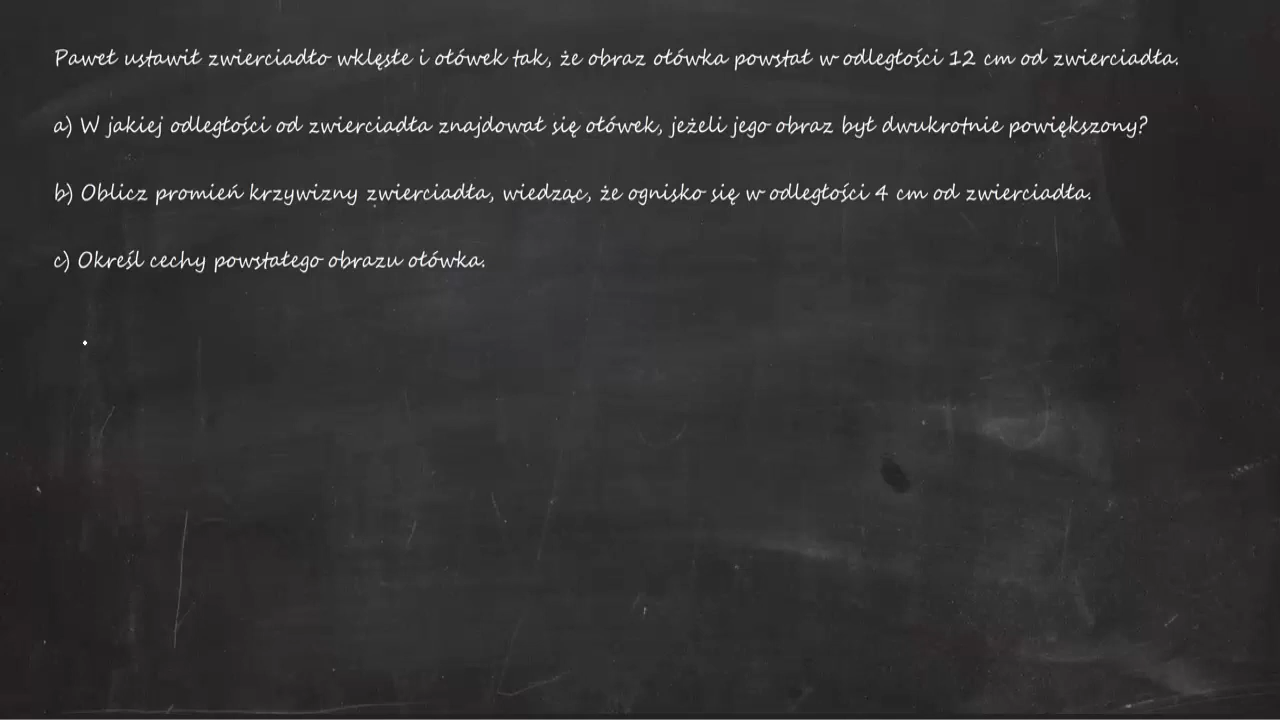 Paweł ustawił zwierciadło wklęsłe i ołówek tak, że obraz ołówka powstał w odległości 12 cm od zwierciadła.
a) W jakiej odległości od zwierciadła znajdował się ołówek, jeżeli jego obraz był dwukrotnie powiększony?
b) Oblicz promień krzywizny zwierciadła, wiedząc, że ognisko się w odległości 4 cm od zwierciadła.
c) Określ cechy powstałego obrazu ołówka.